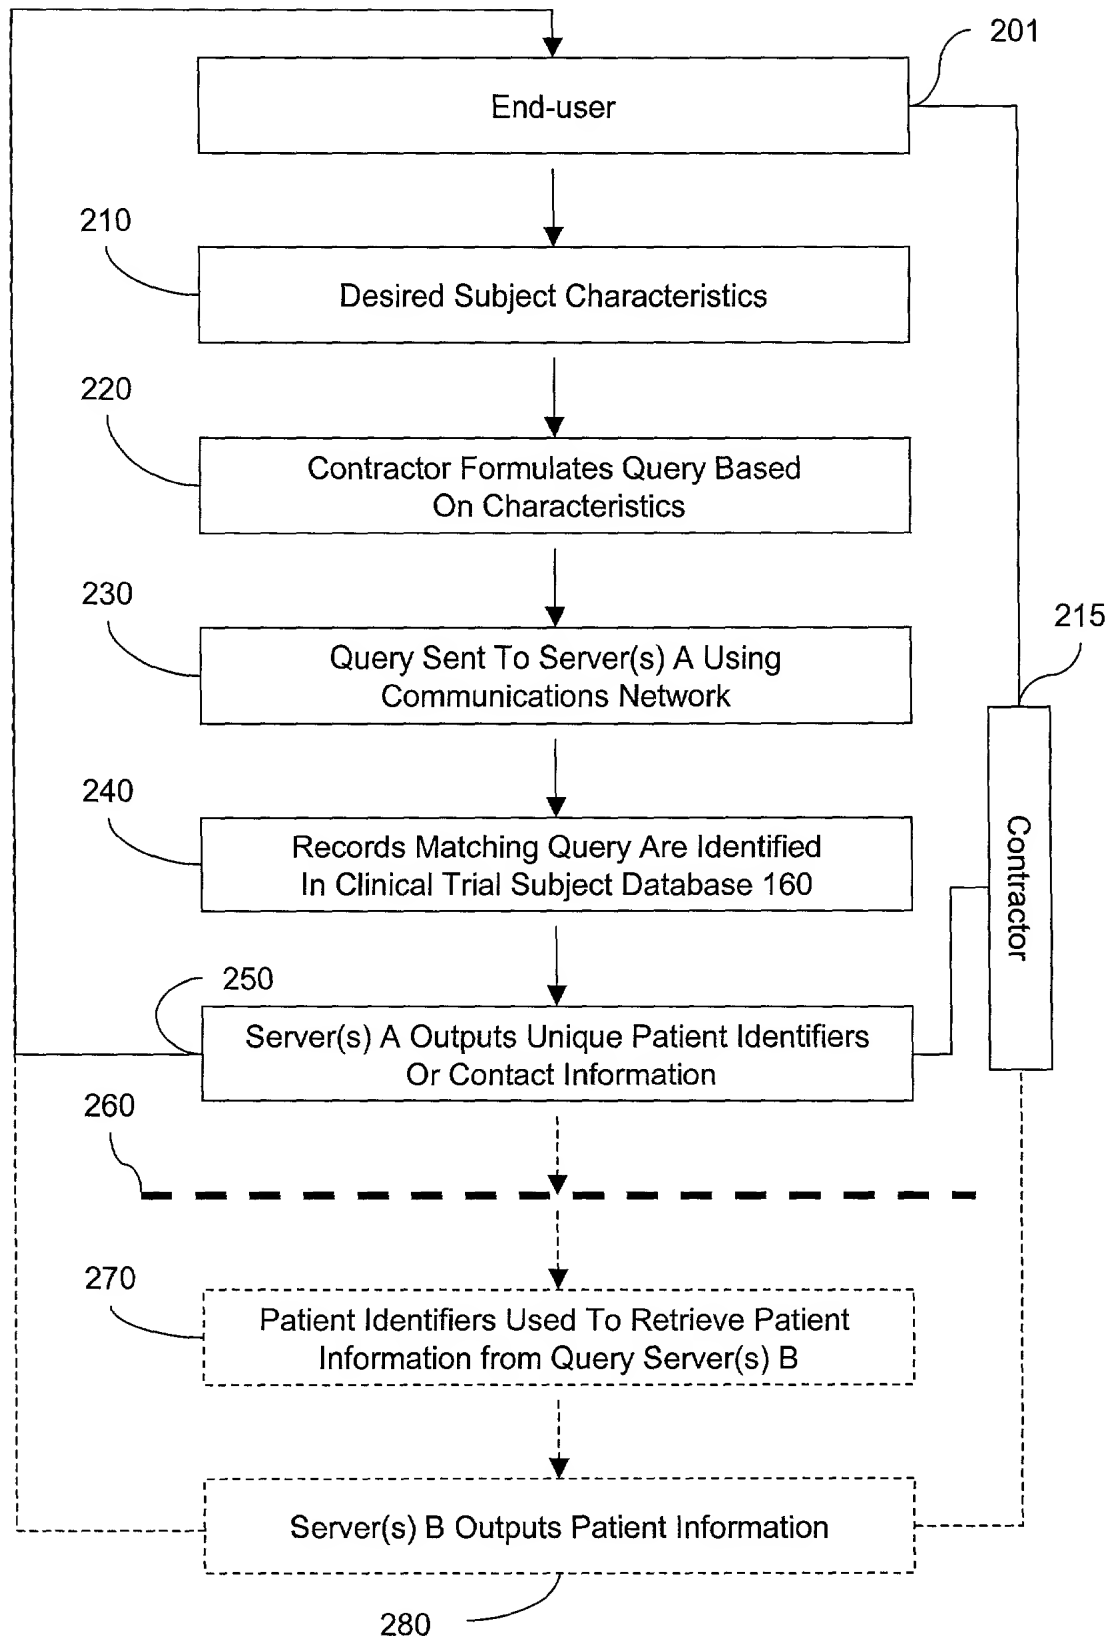 201
End-user
210
Desired Subject Characteristics
220
Contractor Formulates Query Based
On Characteristics
230
Query Sent To Server(s) A Using
Communications Network
215
Contractor
240
Records Matching Query Are Identified
In Clinical Trial Subject Database 160
250
Server(s) A Outputs Unique Patient Identifiers
Or Contact Information
260
270
Patient Identifiers Used To Retrieve Patient
Information from Query Server(s) B
Server(s) B Outputs Patient Information
280